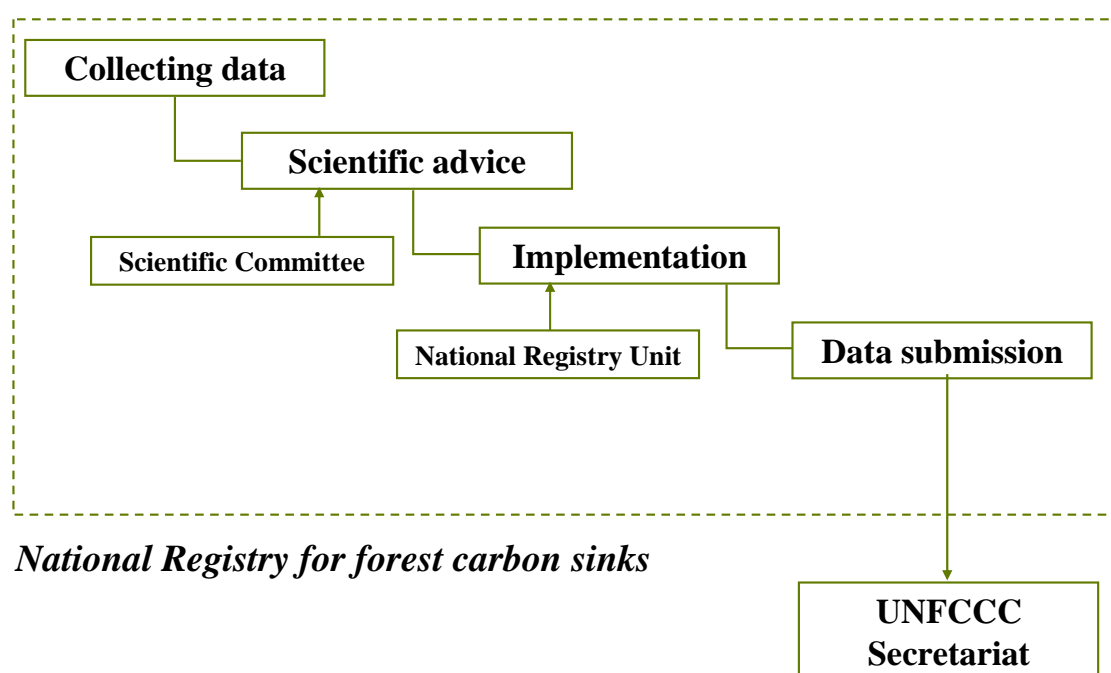 Collecting data
Scientific advice
Scientific Committee
Implementation
National Registry Unit
Data submission
National Registry for forest carbon sinks
UNFCCC
Secretariat